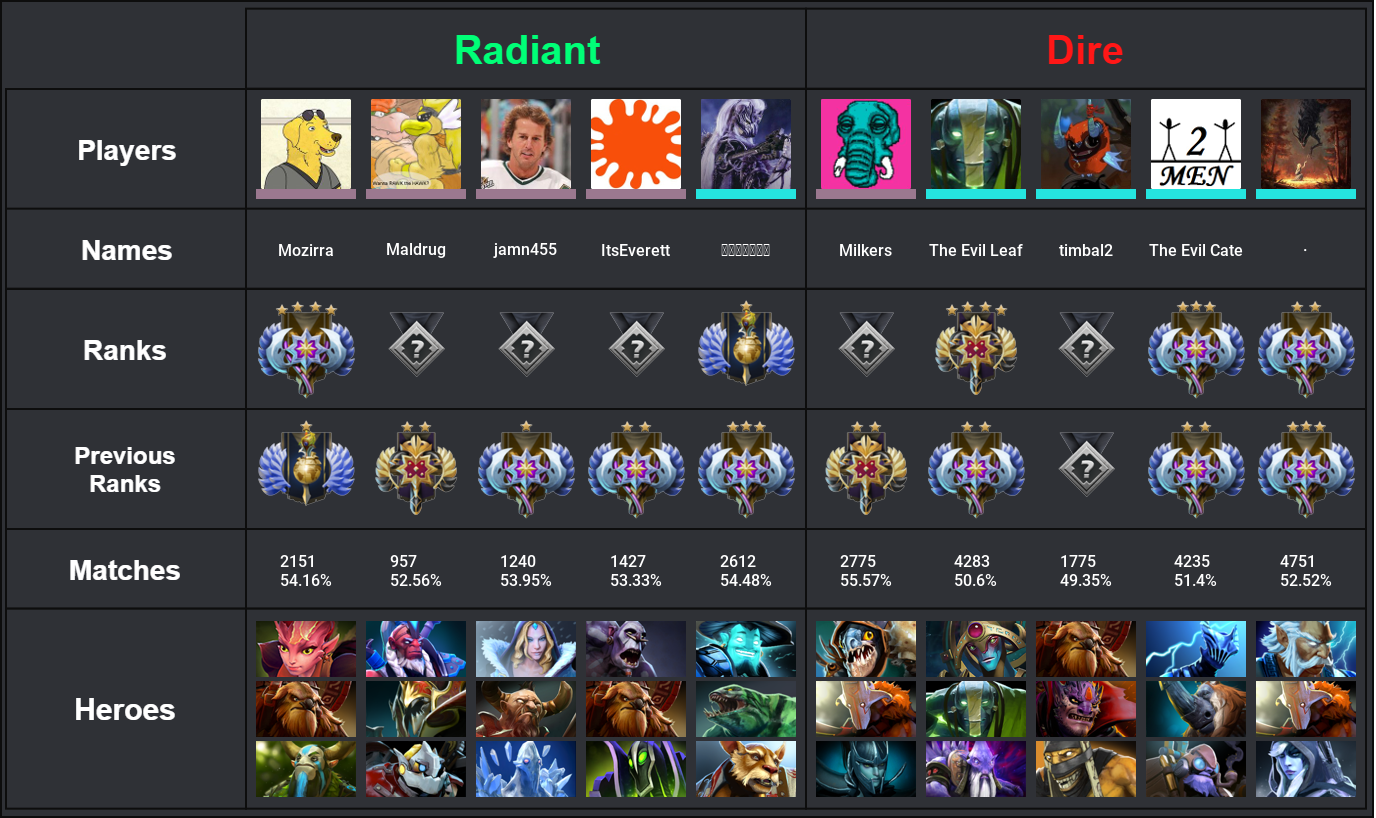 Radiant
Dire
Players
Wanna RAWK the HAWK?
2
MEN
Names
Mozirra
Maldrug
jamn455
ItsEverett
Milkers
The Evil Leaf
timbal2
The Evil Cate
.
Ranks
?
?
?
?
?
Previous
Ranks
?
Matches
2151
54.16%
957
52.56%
1240
53.95%
1427
53.33%
2612
54.48%
2775
55.57%
4283
50.6%
1775
49.35%
4235
51.4%
4751
52.52%
Heroes